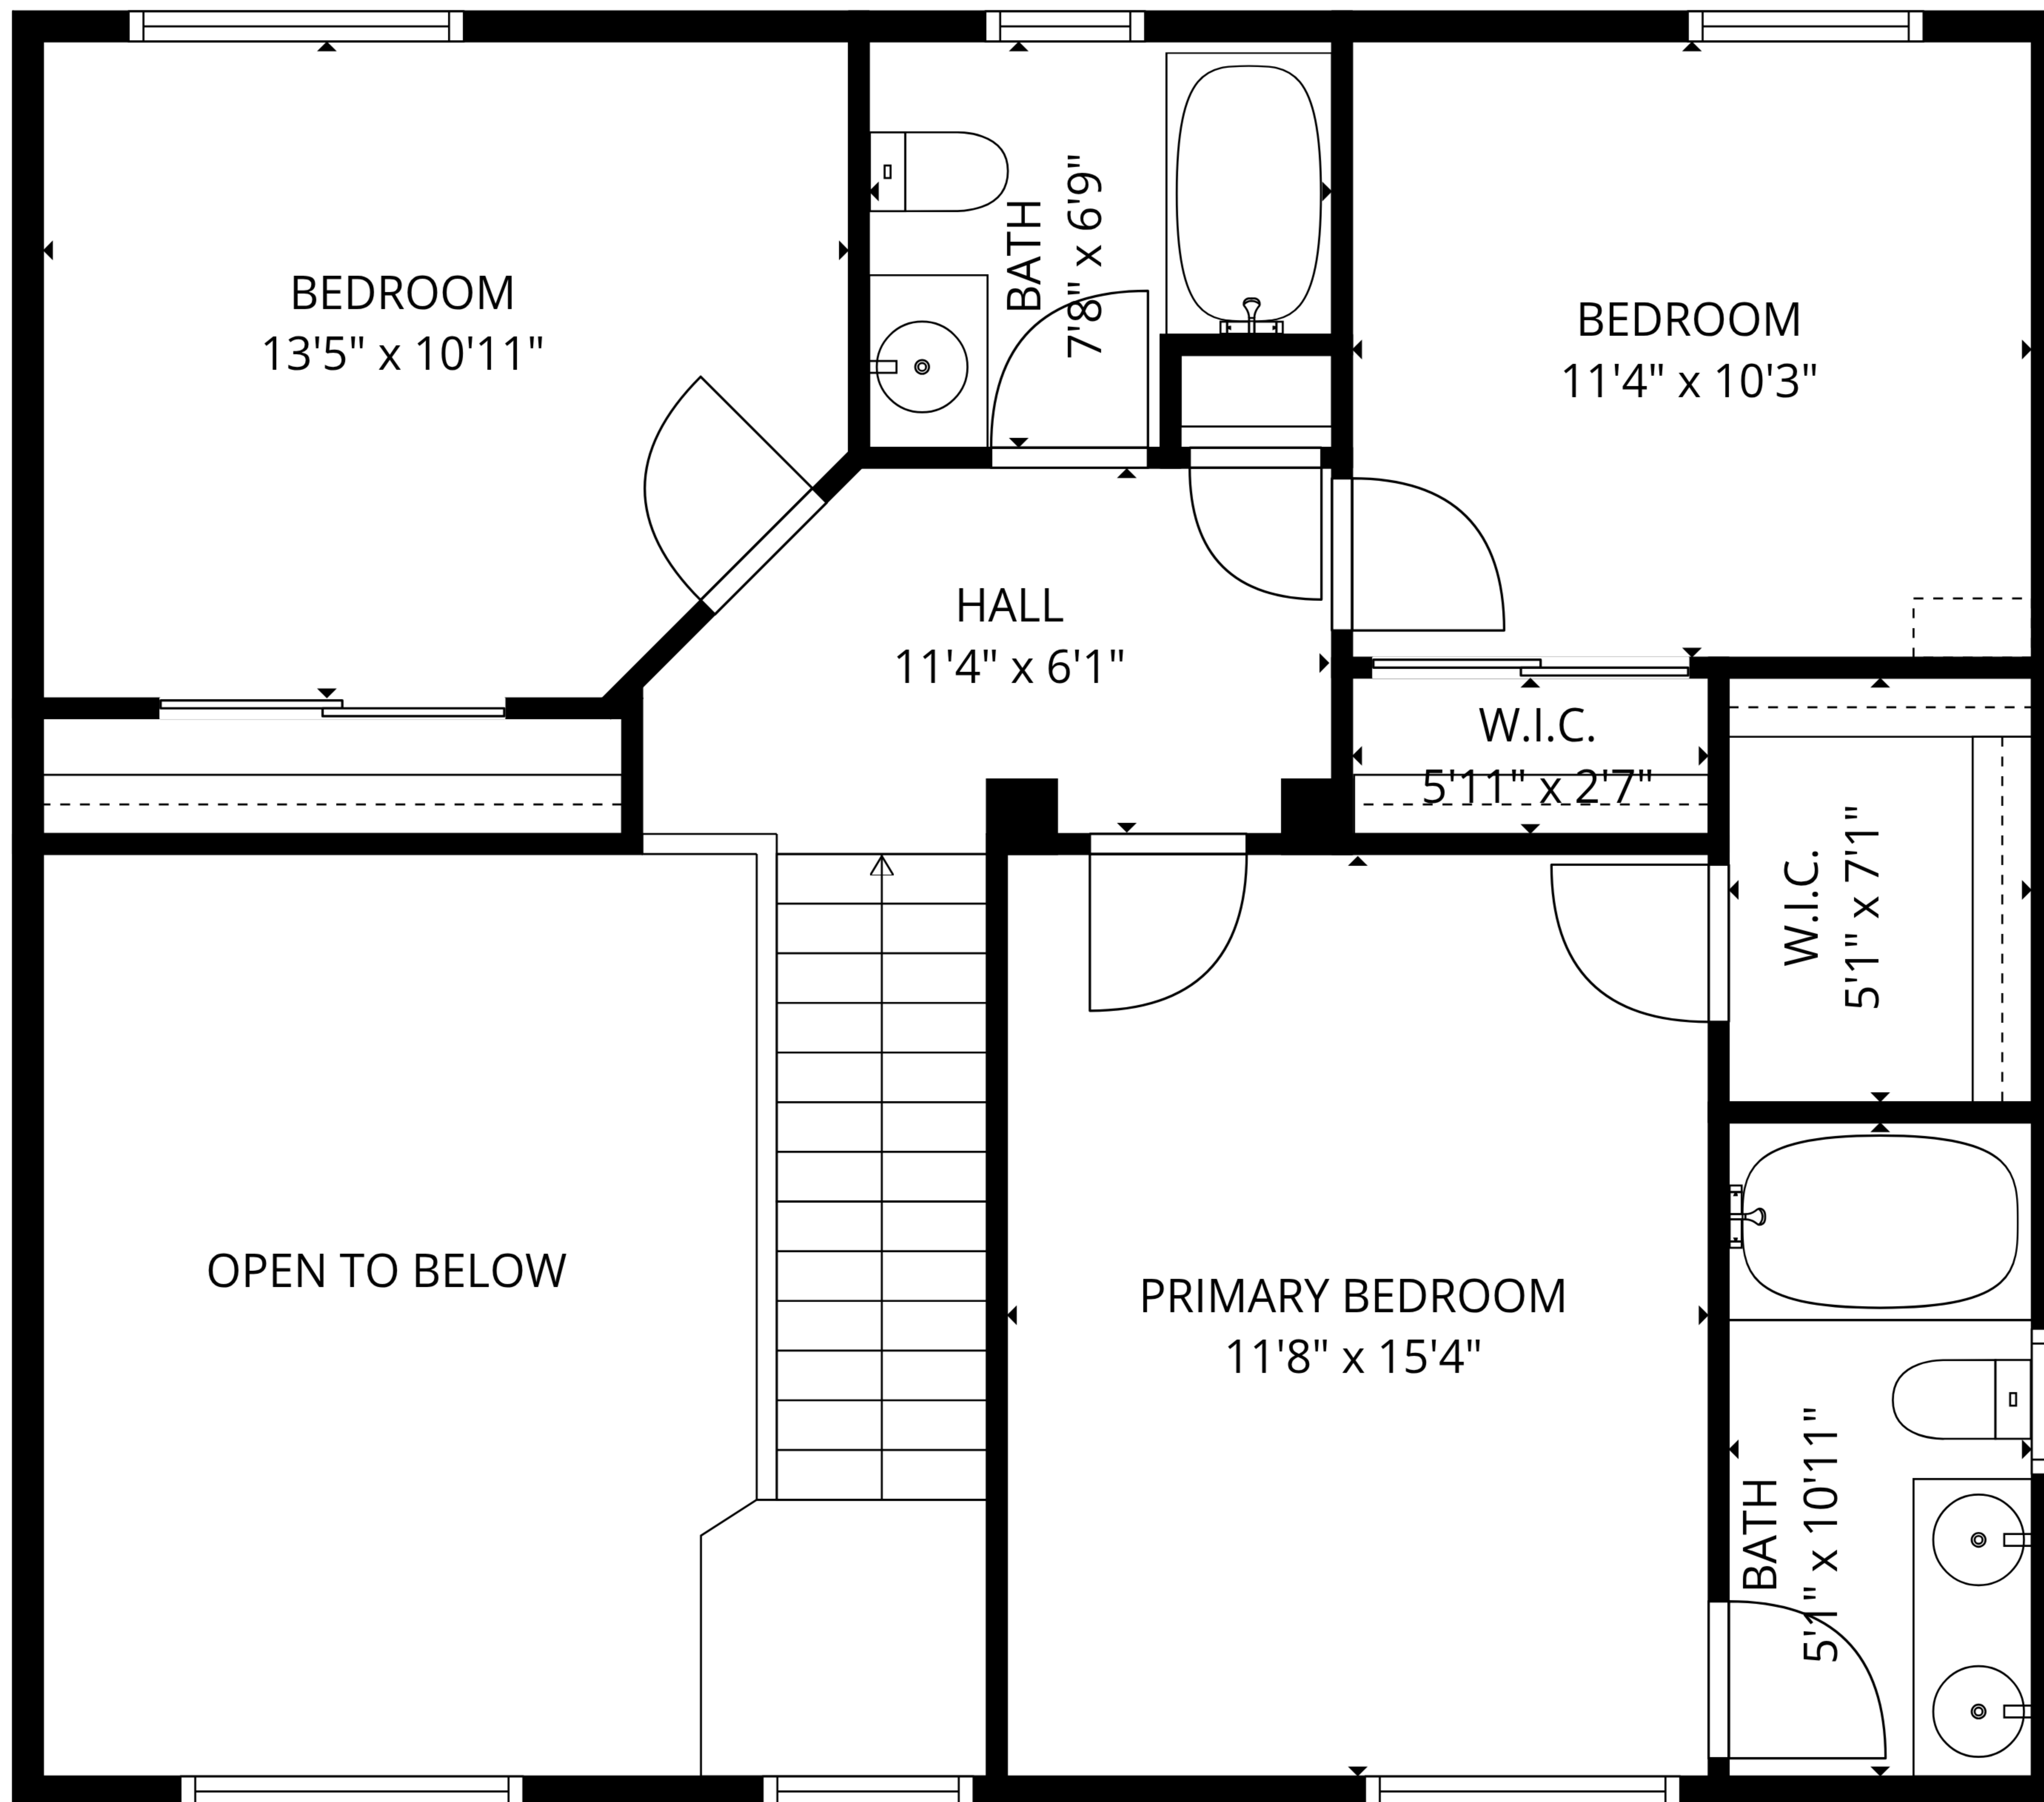 BEDROOM
13'5" x 10'11"
BATH
7'8" x 6'9"
BEDROOM
11'4" x 10'3"
HALL
11'4" x 6'1"
W.I.C.
5'11" x 2'7"
W.I.C.
5'1" x 7'1"
OPEN TO BELOW
PRIMARY BEDROOM
11'8" x 15'4"
BATH
5'1" x 10'11"